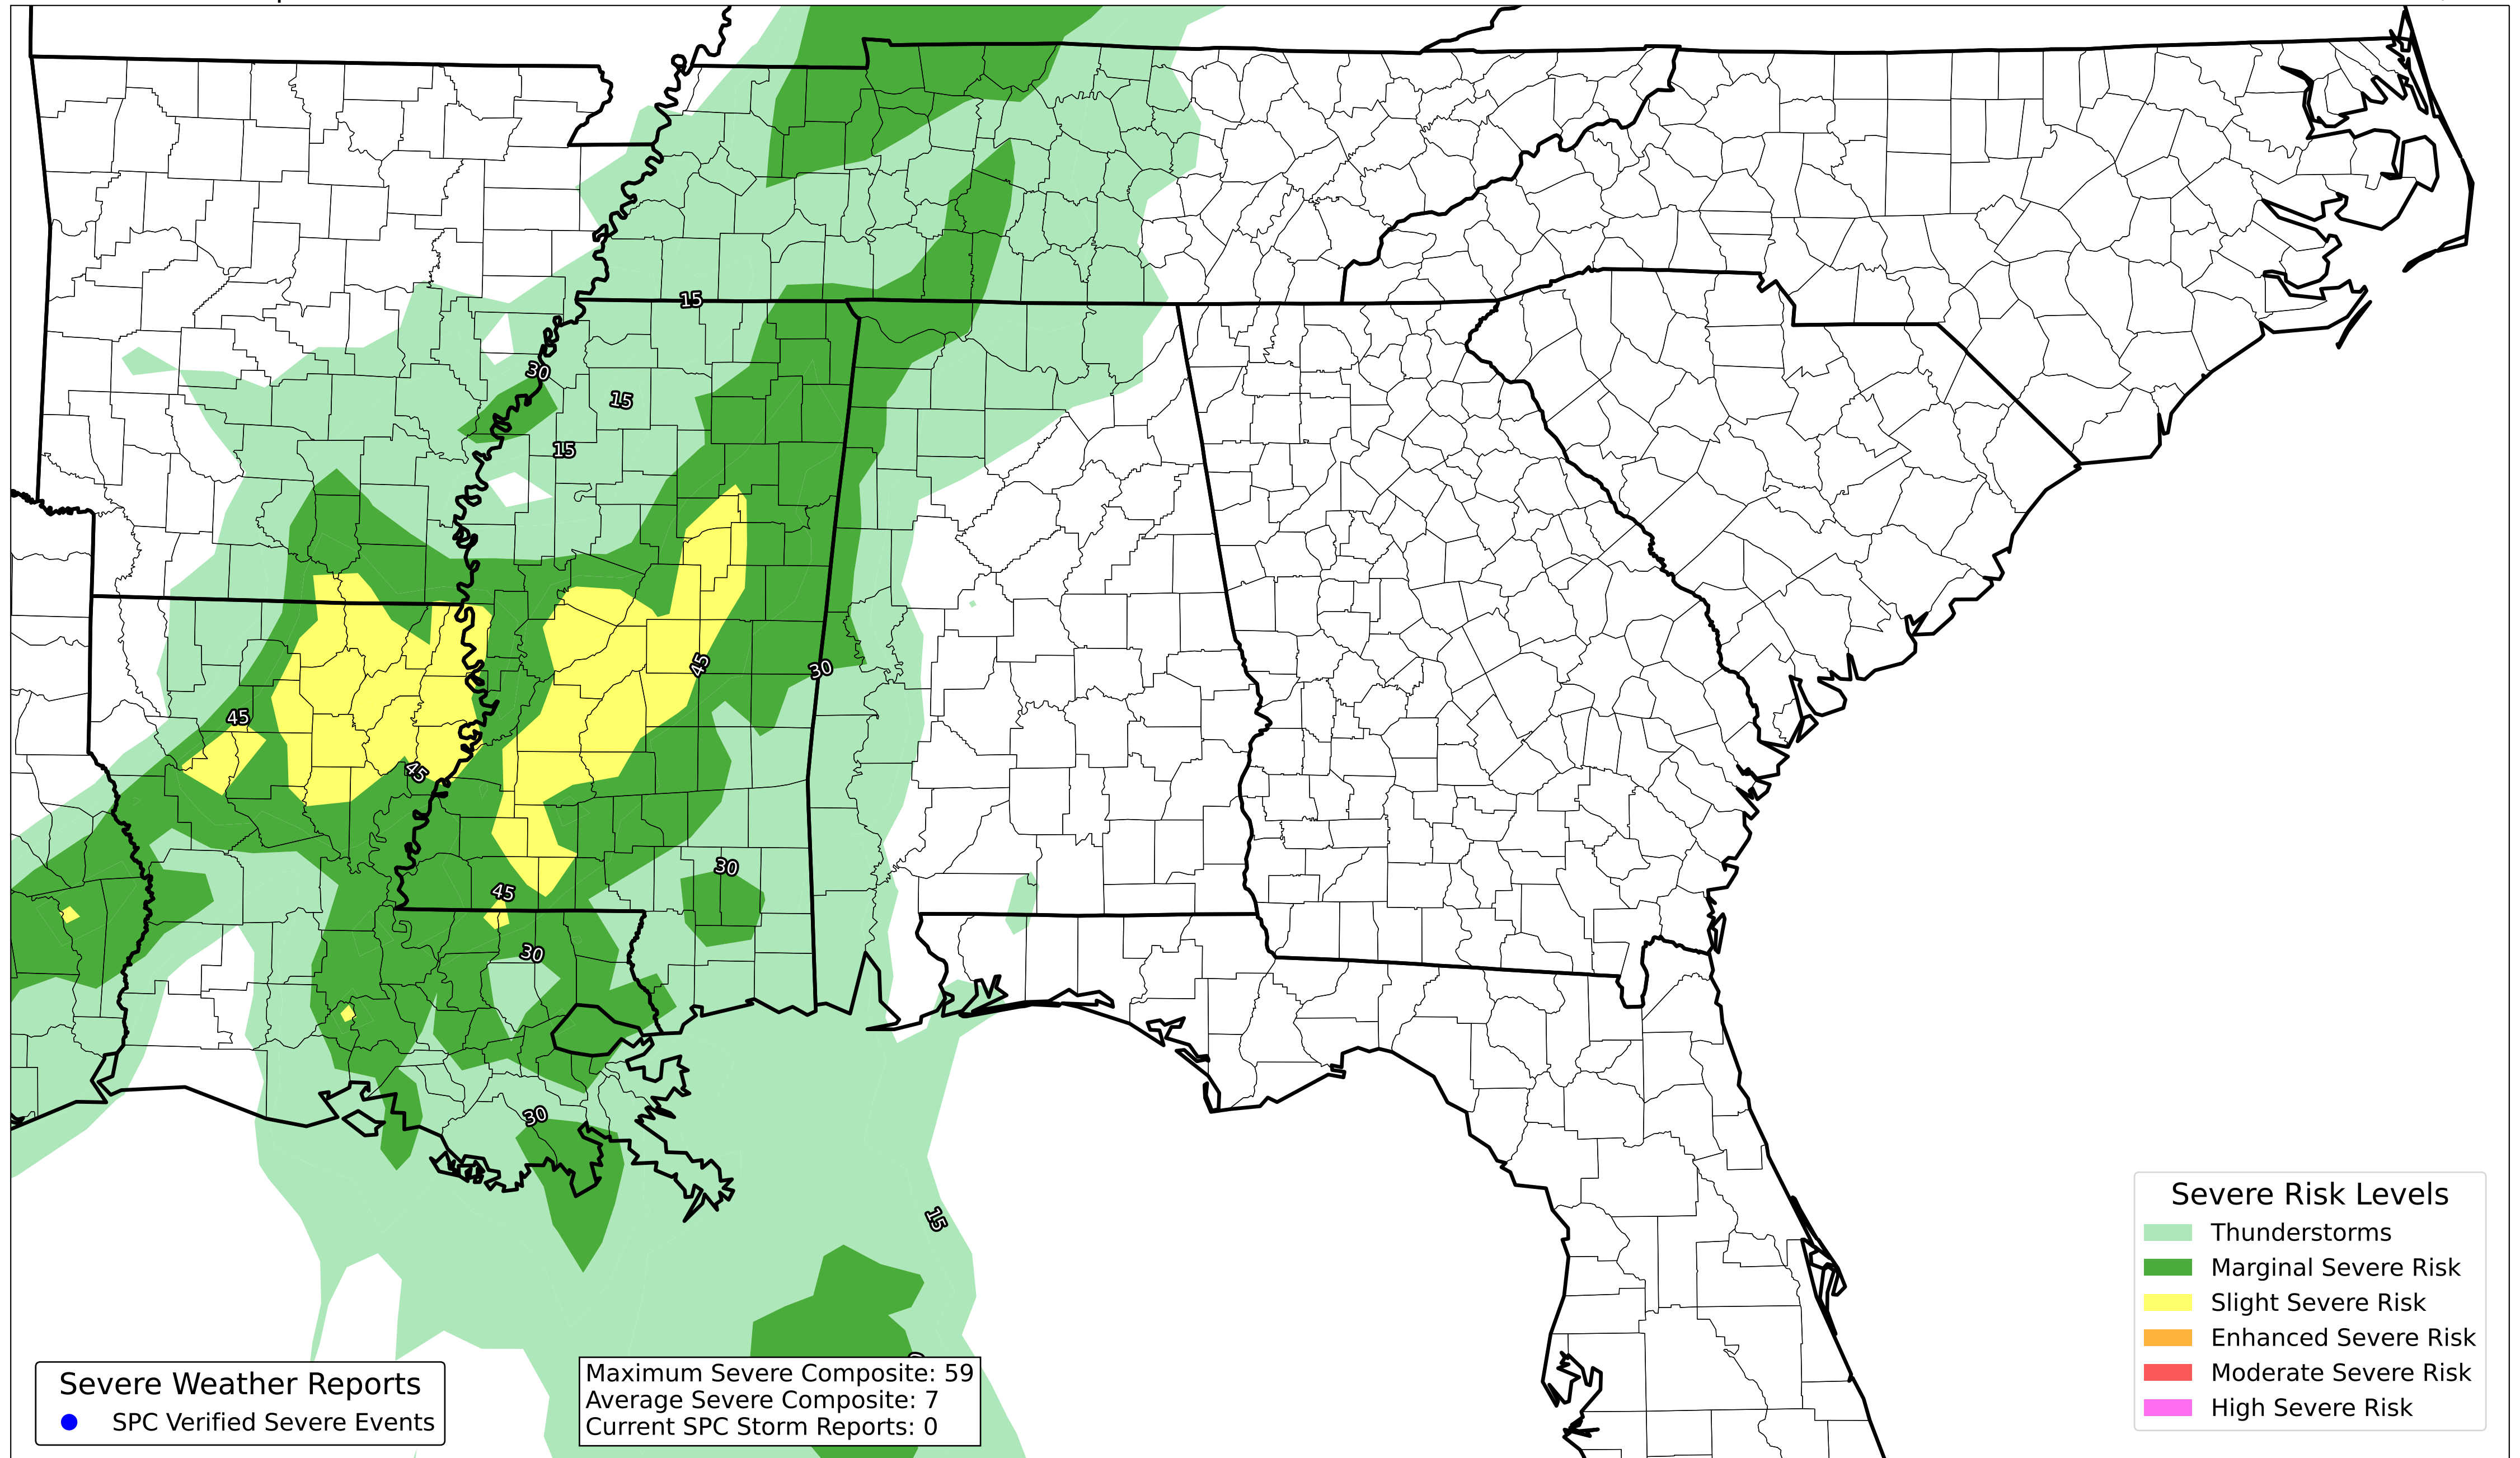 15
30
15
15
45
30
45
45
30
45
30
30
15
Severe Risk Levels
Thunderstorms
Marginal Severe Risk
Slight Severe Risk
Enhanced Severe Risk
Moderate Severe Risk
High Severe Risk
Severe Weather Reports
SPC Verified Severe Events
Maximum Severe Composite: 59
Average Severe Composite: 7
Current SPC Storm Reports: 0